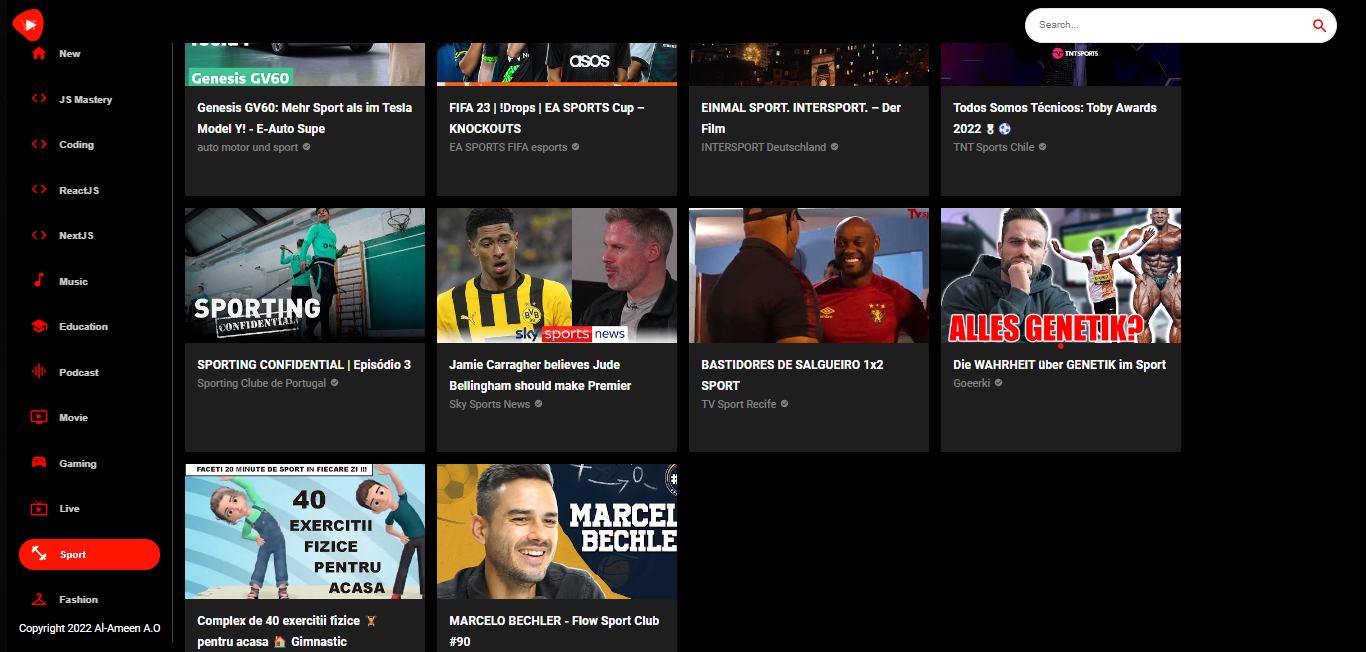 Search...
New
JS Mastery
Coding
ReactJS
NextJS
Music
Education
Podcast
Movie
Gaming
Live
Sport
Fashion
Copyright 2022 Al-Ameen A.O
Genesis GV60
Genesis GV60: Mehr Sport als im Tesla
Model Y! - E-Auto Supe
auto motor und sport
asos
FIFA 23 | !Drops | EA SPORTS Cup –
KNOCKOUTS
EA SPORTS FIFA esports
EINMAL SPORT. INTERSPORT. – Der
Film
INTERSPORT Deutschland
TNT SPORTS
Todos Somos Técnicos: Toby Awards
2022 🎖 ⚽
TNT Sports Chile
SPORTING
CONFIDENTIAL
SPORTING CONFIDENTIAL | Episódio 3
Sporting Clube de Portugal
BVB
09
sky sports news
Jamie Carragher believes Jude
Bellingham should make Premier
Sky Sports News
umbro
BASTIDORES DE SALGUEIRO 1x2
SPORT
TV Sport Recife
ALLES GENETIK?
Die WAHRHEIT über GENETIK im Sport
Goeerki
FACETI 20 MINUTE DE SPORT IN FIECARE ZI !!!
40
EXERCITII
FIZICE
PENTRU
ACASA
Complex de 40 exercitii fizice 🏋
pentru acasa 🏠 Gimnastic
MARCEL
BECHLE
MARCELO BECHLER - Flow Sport Club
#90